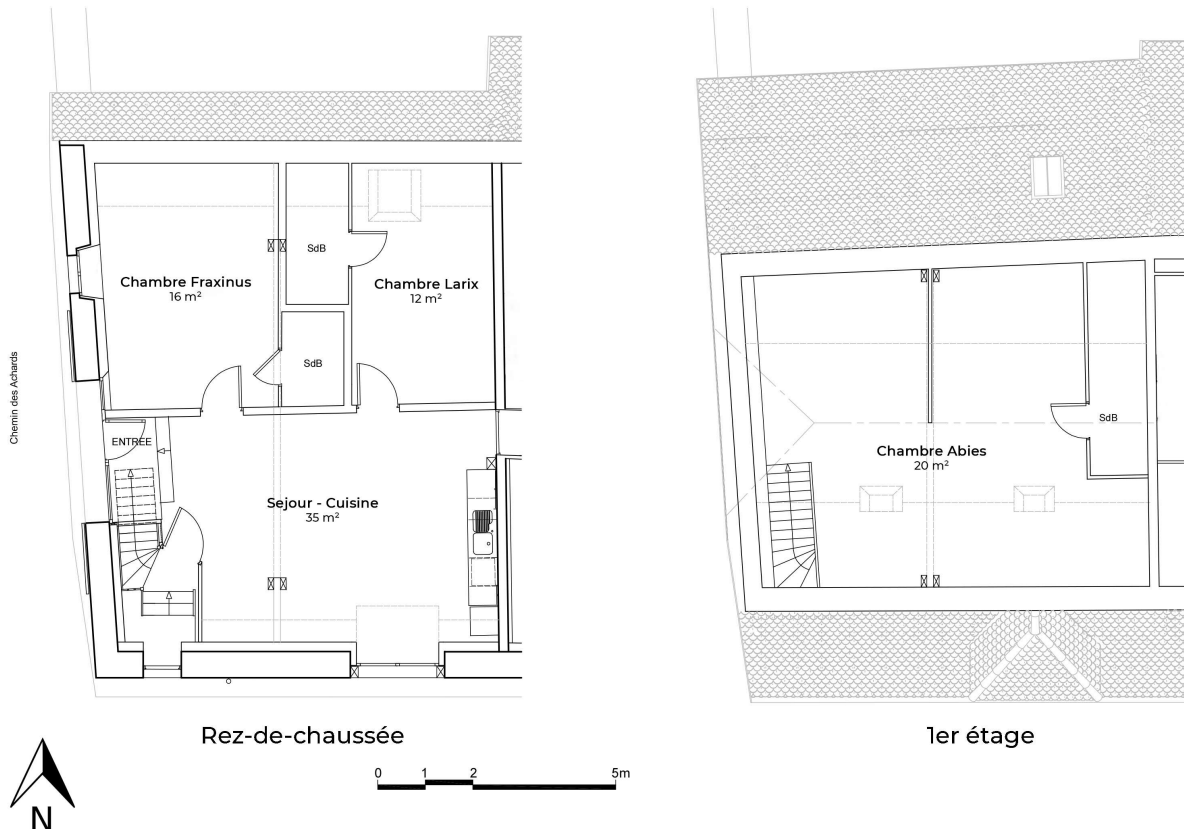 SdB
Chambre Fraxinus
16 m²
Chambre Larix
12 m²
SdB
Chemin des Achards
ENTREE
Sejour - Cuisine
35 m²
SdB
Chambre Abies
20 m²
Rez-de-chaussée
1er étage
0 1 2 5m
N